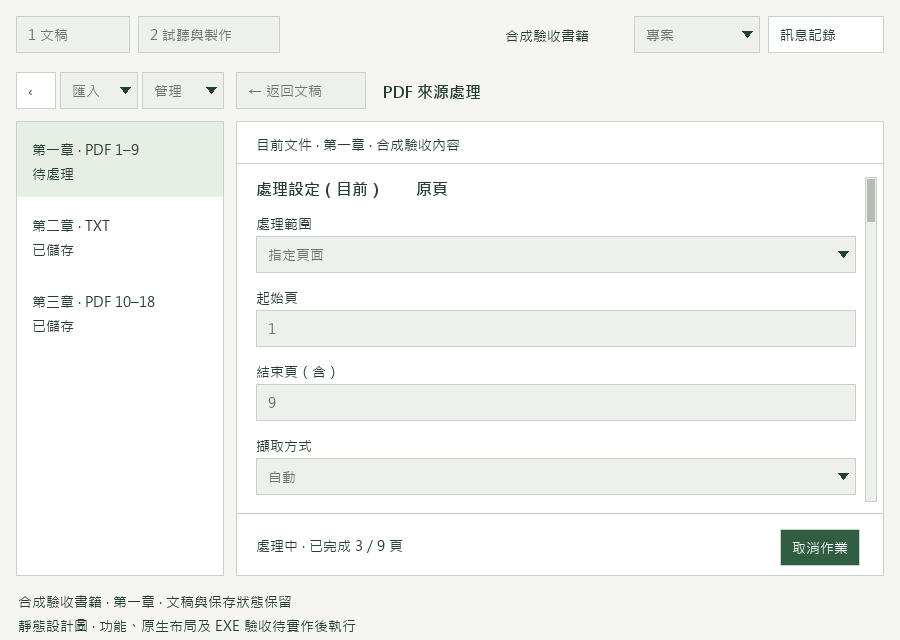 1 文稿
2 試聽與製作
合成驗收書籍
專案
訊息記錄
‹
匯入
管理
← 返回文稿
PDF 來源處理
第一章 · PDF 1–9
待處理
第二章 · TXT
已儲存
第三章 · PDF 10–18
已儲存
目前文件 · 第一章 · 合成驗收內容
處理設定 ( 目前 ) 原頁
處理範圍
指定頁面
起始頁
1
結束頁 ( 含 )
9
擷取方式
自動
處理中 · 已完成 3 / 9 頁
取消作業
合成驗收書籍 · 第一章 · 文稿與保存狀態保留
靜態設計圖 · 功能、原生布局及 EXE 驗收待實作後執行